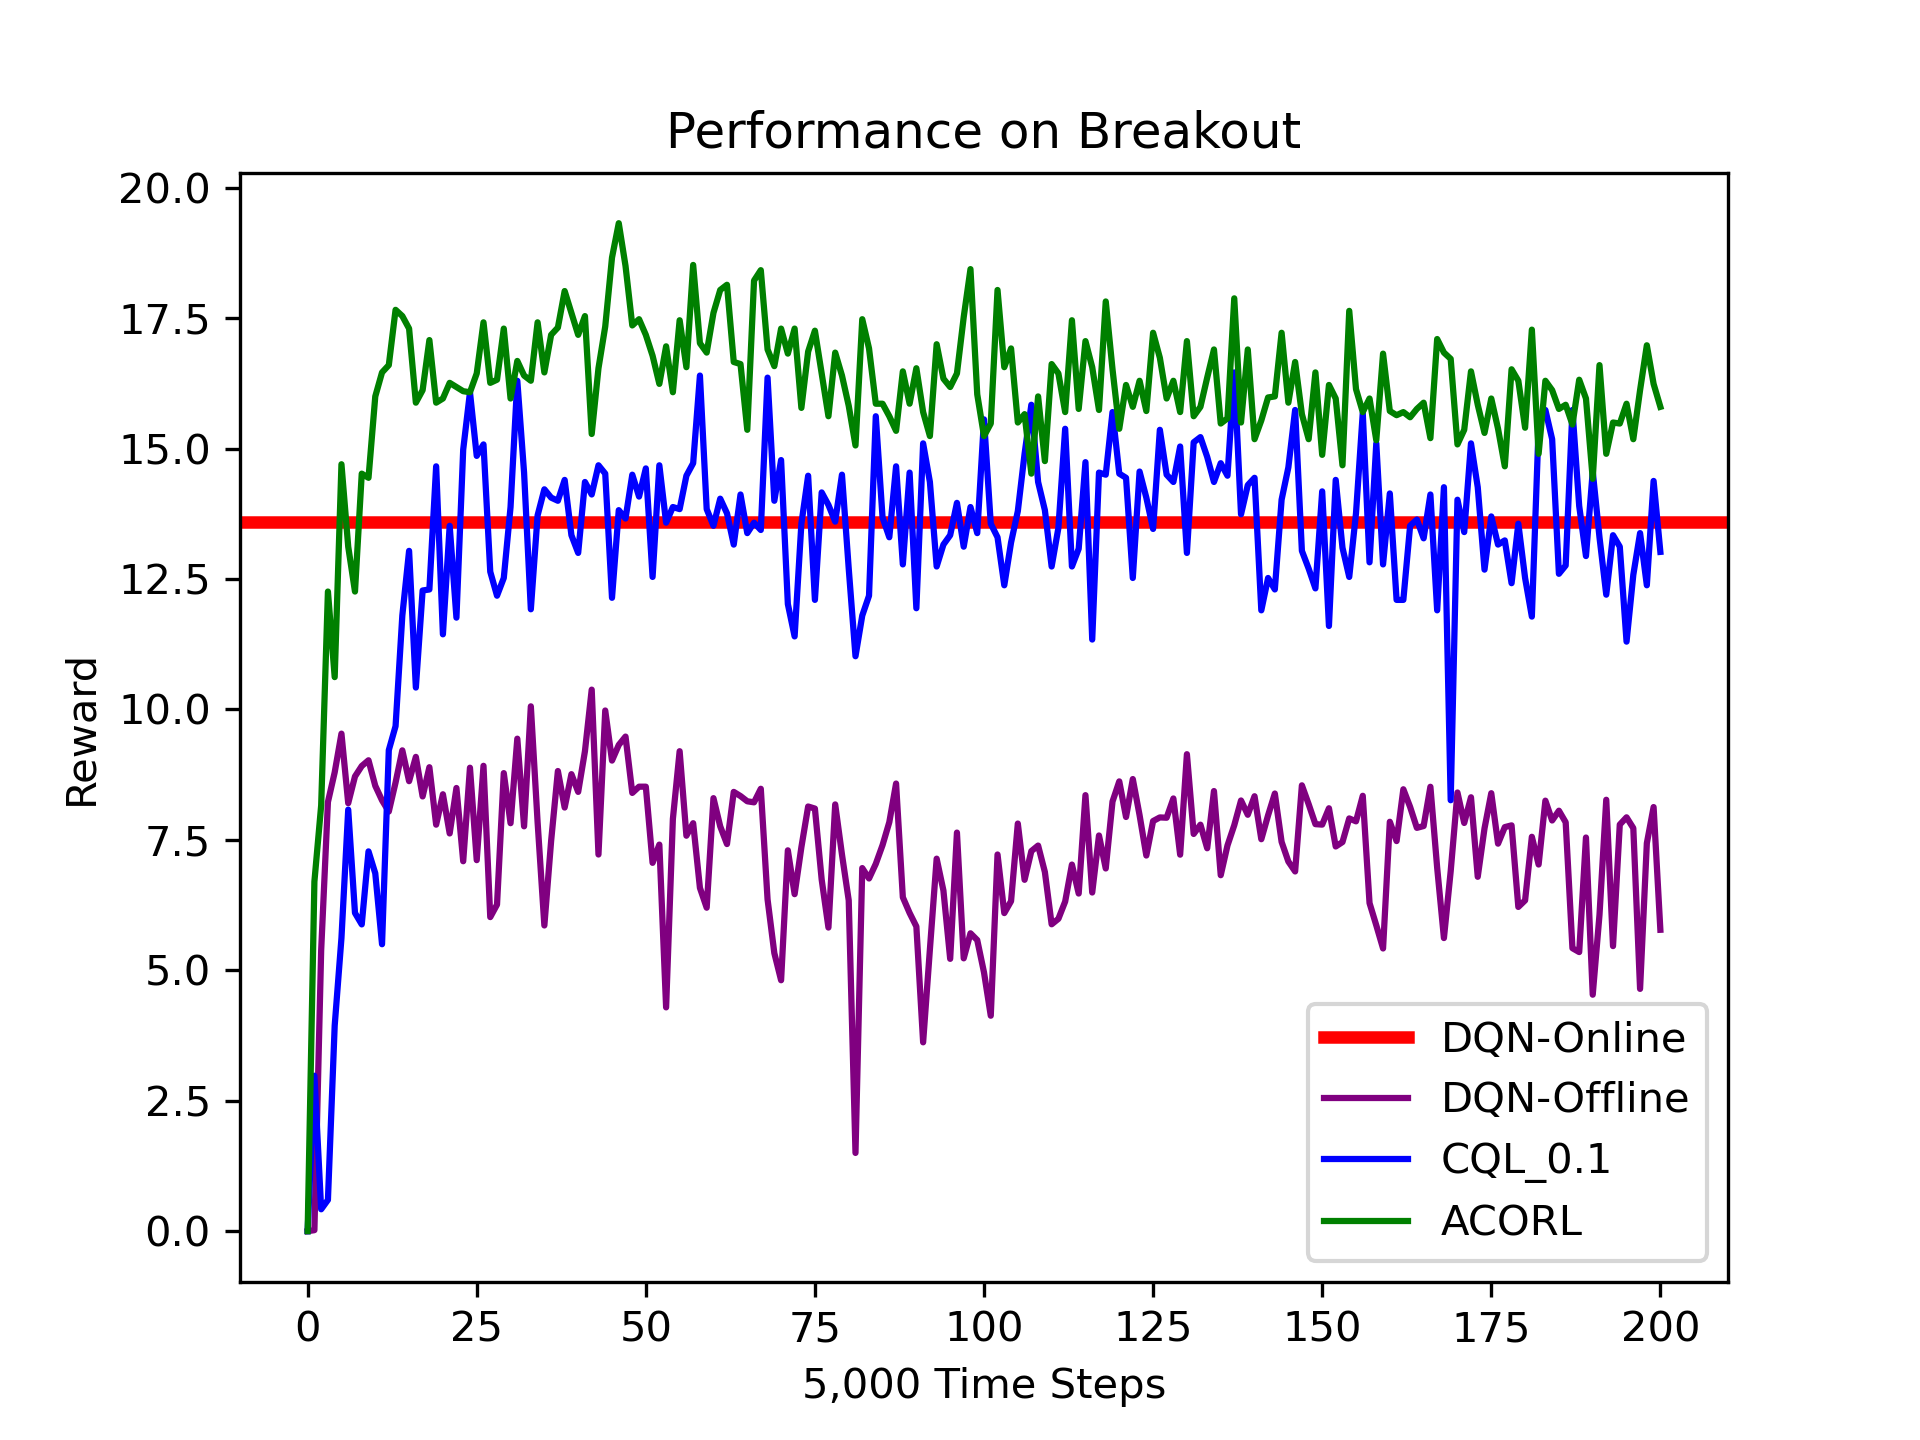 Performance on Breakout
20.0
17.5
15.0
12.5
10.0
7.5
5.0
2.5
0.0
Reward
0 25 50 75 100 125 150 175 200
5,000 Time Steps
DQN-Online
DQN-Offline
CQL_0.1
ACORL